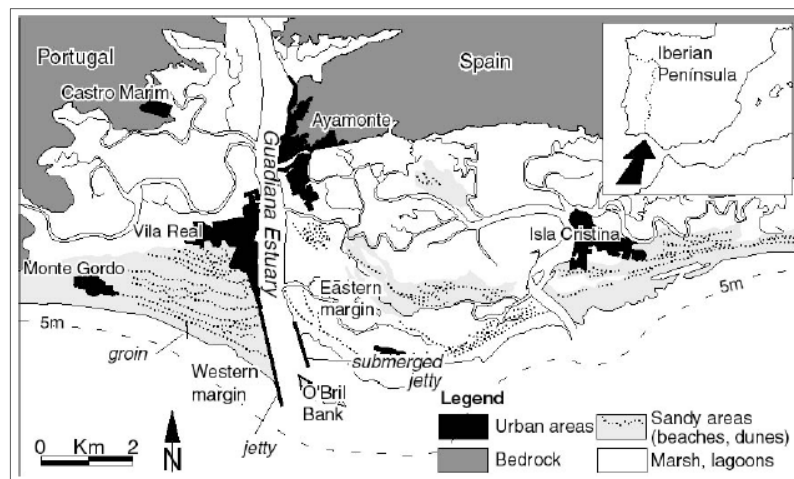 Portugal
Castro Marim
Spain
Iberian
Península
Ayamonte
Guadiana Estuary
Vila Real
Isla Cristina
Monte Gordo
Eastern
margin
5m
5m
groin
Western
margin
submerged
jetty
O'Bril
Bank
jetty
0 Km 2
N
Legend
Urban areas
Sandy areas
(beaches, dunes)
Bedrock
Marsh, lagoons